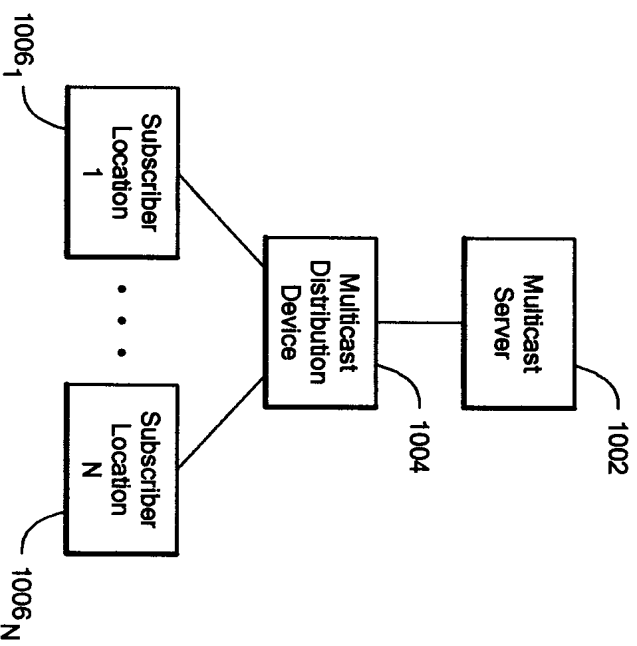 Multicast
Server
1002
Multicast
Distribution
Device
1004
Subscriber
Location
1
1006₁
• • •
Subscriber
Location
N
1006N